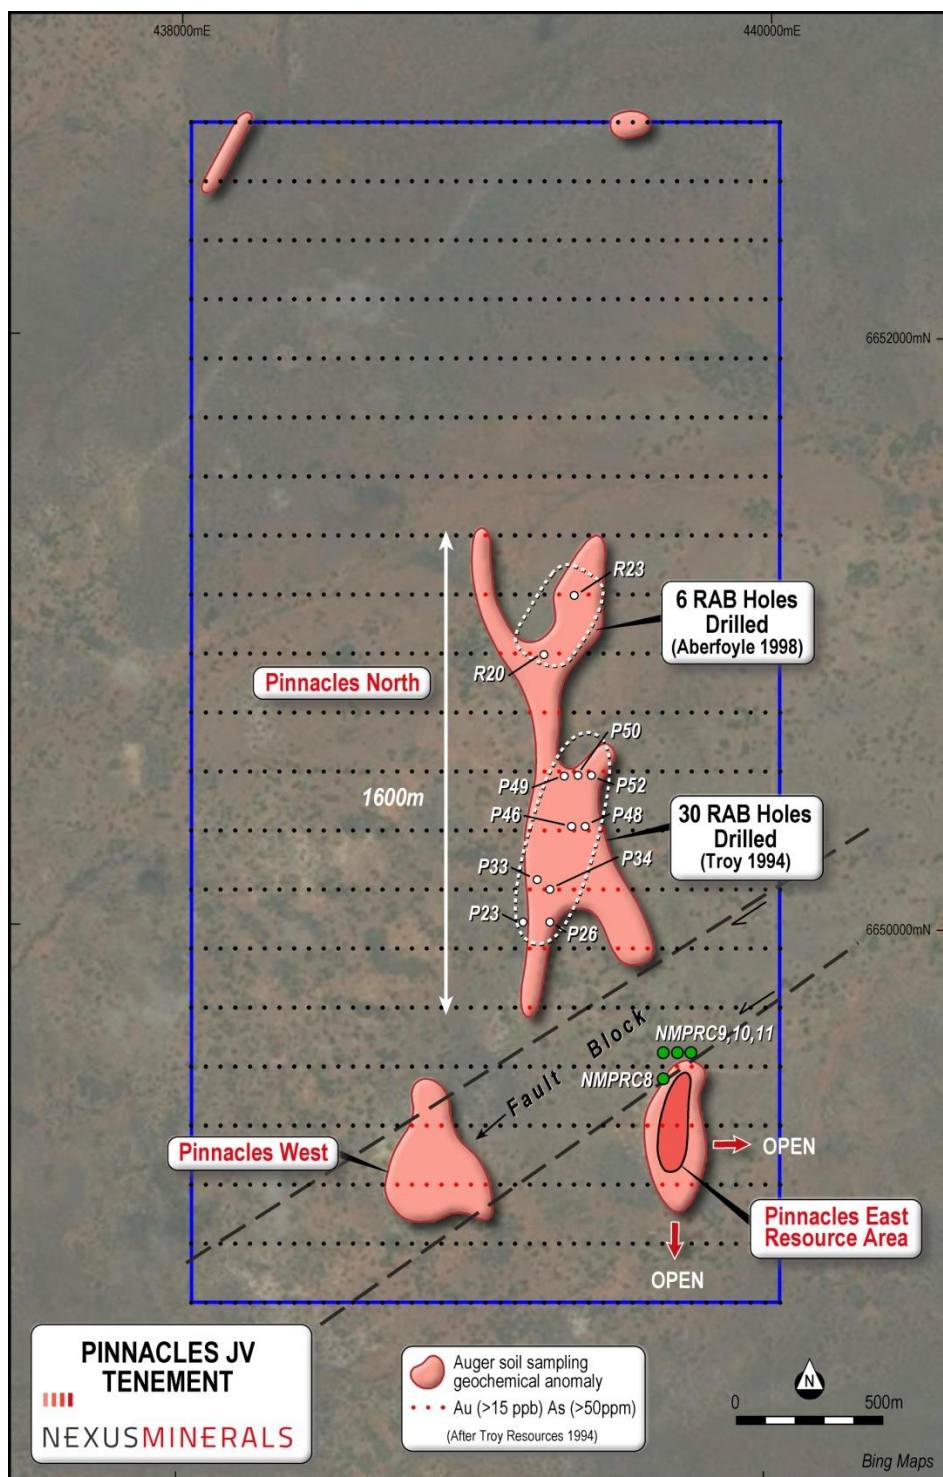 438000mE
440000mE
6652000mN
R23
6 RAB Holes
Drilled
(Aberfoyle 1998)
R20
Pinnacles North
P50
P49
P52
1600m
P46
P48
30 RAB Holes
Drilled
(Troy 1994)
P33
P34
P23
P26
6650000mN
Fault Block
NMPRC9,10,11
NMPRC8
Pinnacles West
OPEN
Pinnacles East
Resource Area
OPEN
PINNACLES JV
TENEMENT
NEXUSMINERALS
Auger soil sampling
geochemical anomaly
Au (>15 ppb) As (>50ppm)
(After Troy Resources 1994)
N
0
500m
Bing Maps